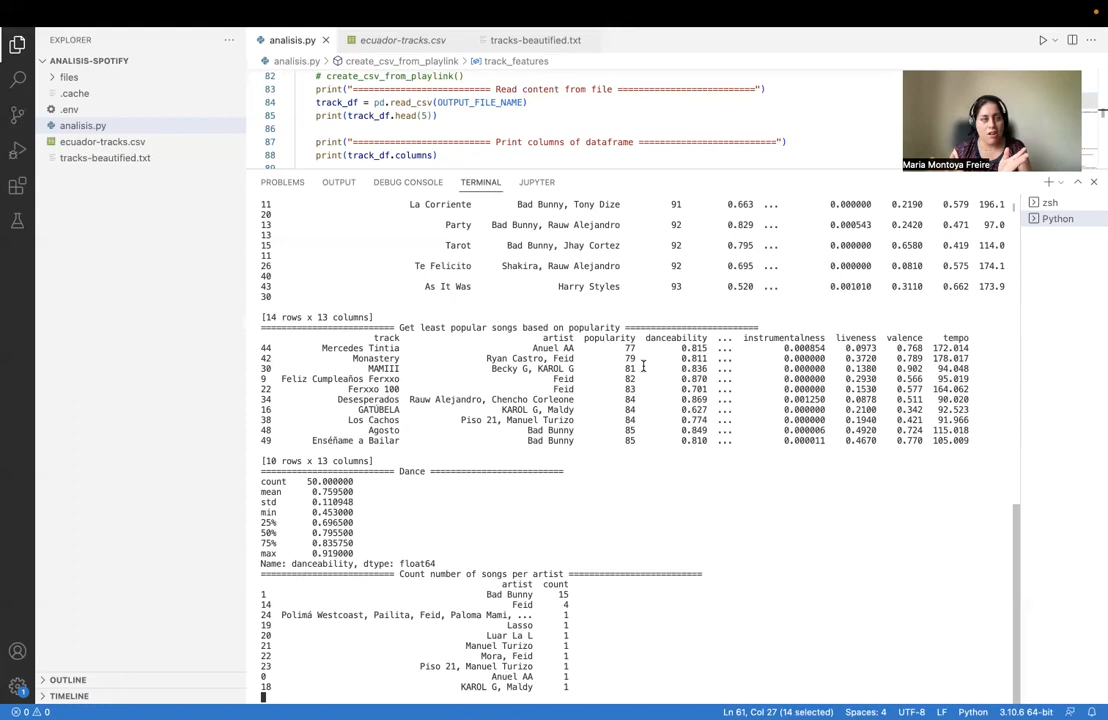 EXPLORER
ANALISIS-SPOTIFY
files
.cache
.env
analisis.py
ecuador-tracks.csv
tracks-beautified.txt
OUTLINE
TIMELINE
analisis.py
ecuador-tracks.csv
tracks-beautified.txt
analisis.py > create_csv_from_playlink > track_features
82 # create_csv_from_playlink()
83 print("========================== Read content from file ==========================")
84 track_df = pd.read_csv(OUTPUT_FILE_NAME)
85 print(track_df.head(5))
86
87 print("========================== Print columns of dataframe ==========================")
88 print(track_df.columns)
Maria Montoya Freire
PROBLEMS OUTPUT DEBUG CONSOLE TERMINAL JUPYTER
zsh
Python
11 La Corriente Bad Bunny, Tony Dize 91 0.663 ... 0.000000 0.2190 0.579 196.1
20
13 Party Bad Bunny, Rauw Alejandro 92 0.829 ... 0.000543 0.2420 0.471 97.0
13
15 Tarot Bad Bunny, Jhay Cortez 92 0.795 ... 0.000000 0.6580 0.419 114.0
11
26 Te Felicito Shakira, Rauw Alejandro 92 0.695 ... 0.000000 0.0810 0.575 174.1
40
43 As It Was Harry Styles 93 0.520 ... 0.001010 0.3110 0.662 173.9
30
[14 rows x 13 columns]
========================== Get least popular songs based on popularity ==========================
track artist popularity danceability ... instrumentalness liveness valence tempo
44 Mercedes Tintia Anuel AA 77 0.815 ... 0.000854 0.0973 0.768 172.014
42 Monastery Ryan Castro, Feid 79 0.811 ... 0.000000 0.3720 0.789 178.017
30 MAMIII Becky G, KAROL G 81 0.836 ... 0.000000 0.1380 0.902 94.048
9 Feliz Cumpleaños Ferxxo Feid 82 0.870 ... 0.000000 0.2930 0.566 95.019
22 Ferxxo 100 Feid 83 0.701 ... 0.000000 0.1530 0.577 164.062
34 Desesperados Rauw Alejandro, Chencho Corleone 84 0.869 ... 0.001250 0.0878 0.511 90.020
16 GATÚBELA KAROL G, Maldy 84 0.627 ... 0.000000 0.2100 0.342 92.523
38 Los Cachos Piso 21, Manuel Turizo 84 0.774 ... 0.000000 0.1940 0.421 91.966
48 Agosto Bad Bunny 85 0.849 ... 0.000006 0.4920 0.724 115.018
49 Enséñame a Bailar Bad Bunny 85 0.810 ... 0.000011 0.4670 0.770 105.009
[10 rows x 13 columns]
========================== Dance ==========================
count 50.000000
mean 0.759500
std 0.110948
min 0.453000
25% 0.696500
50% 0.795500
75% 0.835750
max 0.919000
Name: danceability, dtype: float64
========================== Count number of songs per artist ==========================
artist count
1 Bad Bunny 15
14 Feid 4
24 Polimá Westcoast, Pailita, Feid, Paloma Mami, ... 1
19 Lasso 1
20 Luar La L 1
21 Manuel Turizo 1
22 Mora, Feid 1
23 Piso 21, Manuel Turizo 1
0 Anuel AA 1
18 KAROL G, Maldy 1
1
0 0 Ln 61, Col 27 (14 selected) Spaces: 4 UTF-8 LF Python 3.10.6 64-bit